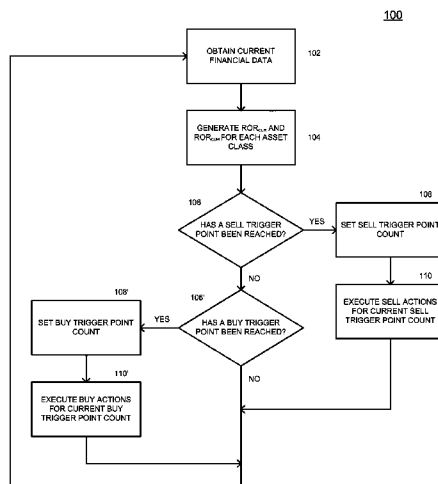 100
OBTAIN CURRENT
FINANCIAL DATA
102
GENERATE ROR AND
ROR FOR EACH ASSET
CLASS
104
106
HAS A SELL TRIGGER
POINT BEEN REACHED?
YES
108
SET SELL TRIGGER POINT
COUNT
NO
110
EXECUTE SELL ACTIONS
FOR CURRENT SELL
TRIGGER POINT COUNT
106'
HAS A BUY TRIGGER
POINT BEEN REACHED?
YES
108'
SET BUY TRIGGER POINT
COUNT
NO
110'
EXECUTE BUY ACTIONS
FOR CURRENT BUY
TRIGGER POINT COUNT